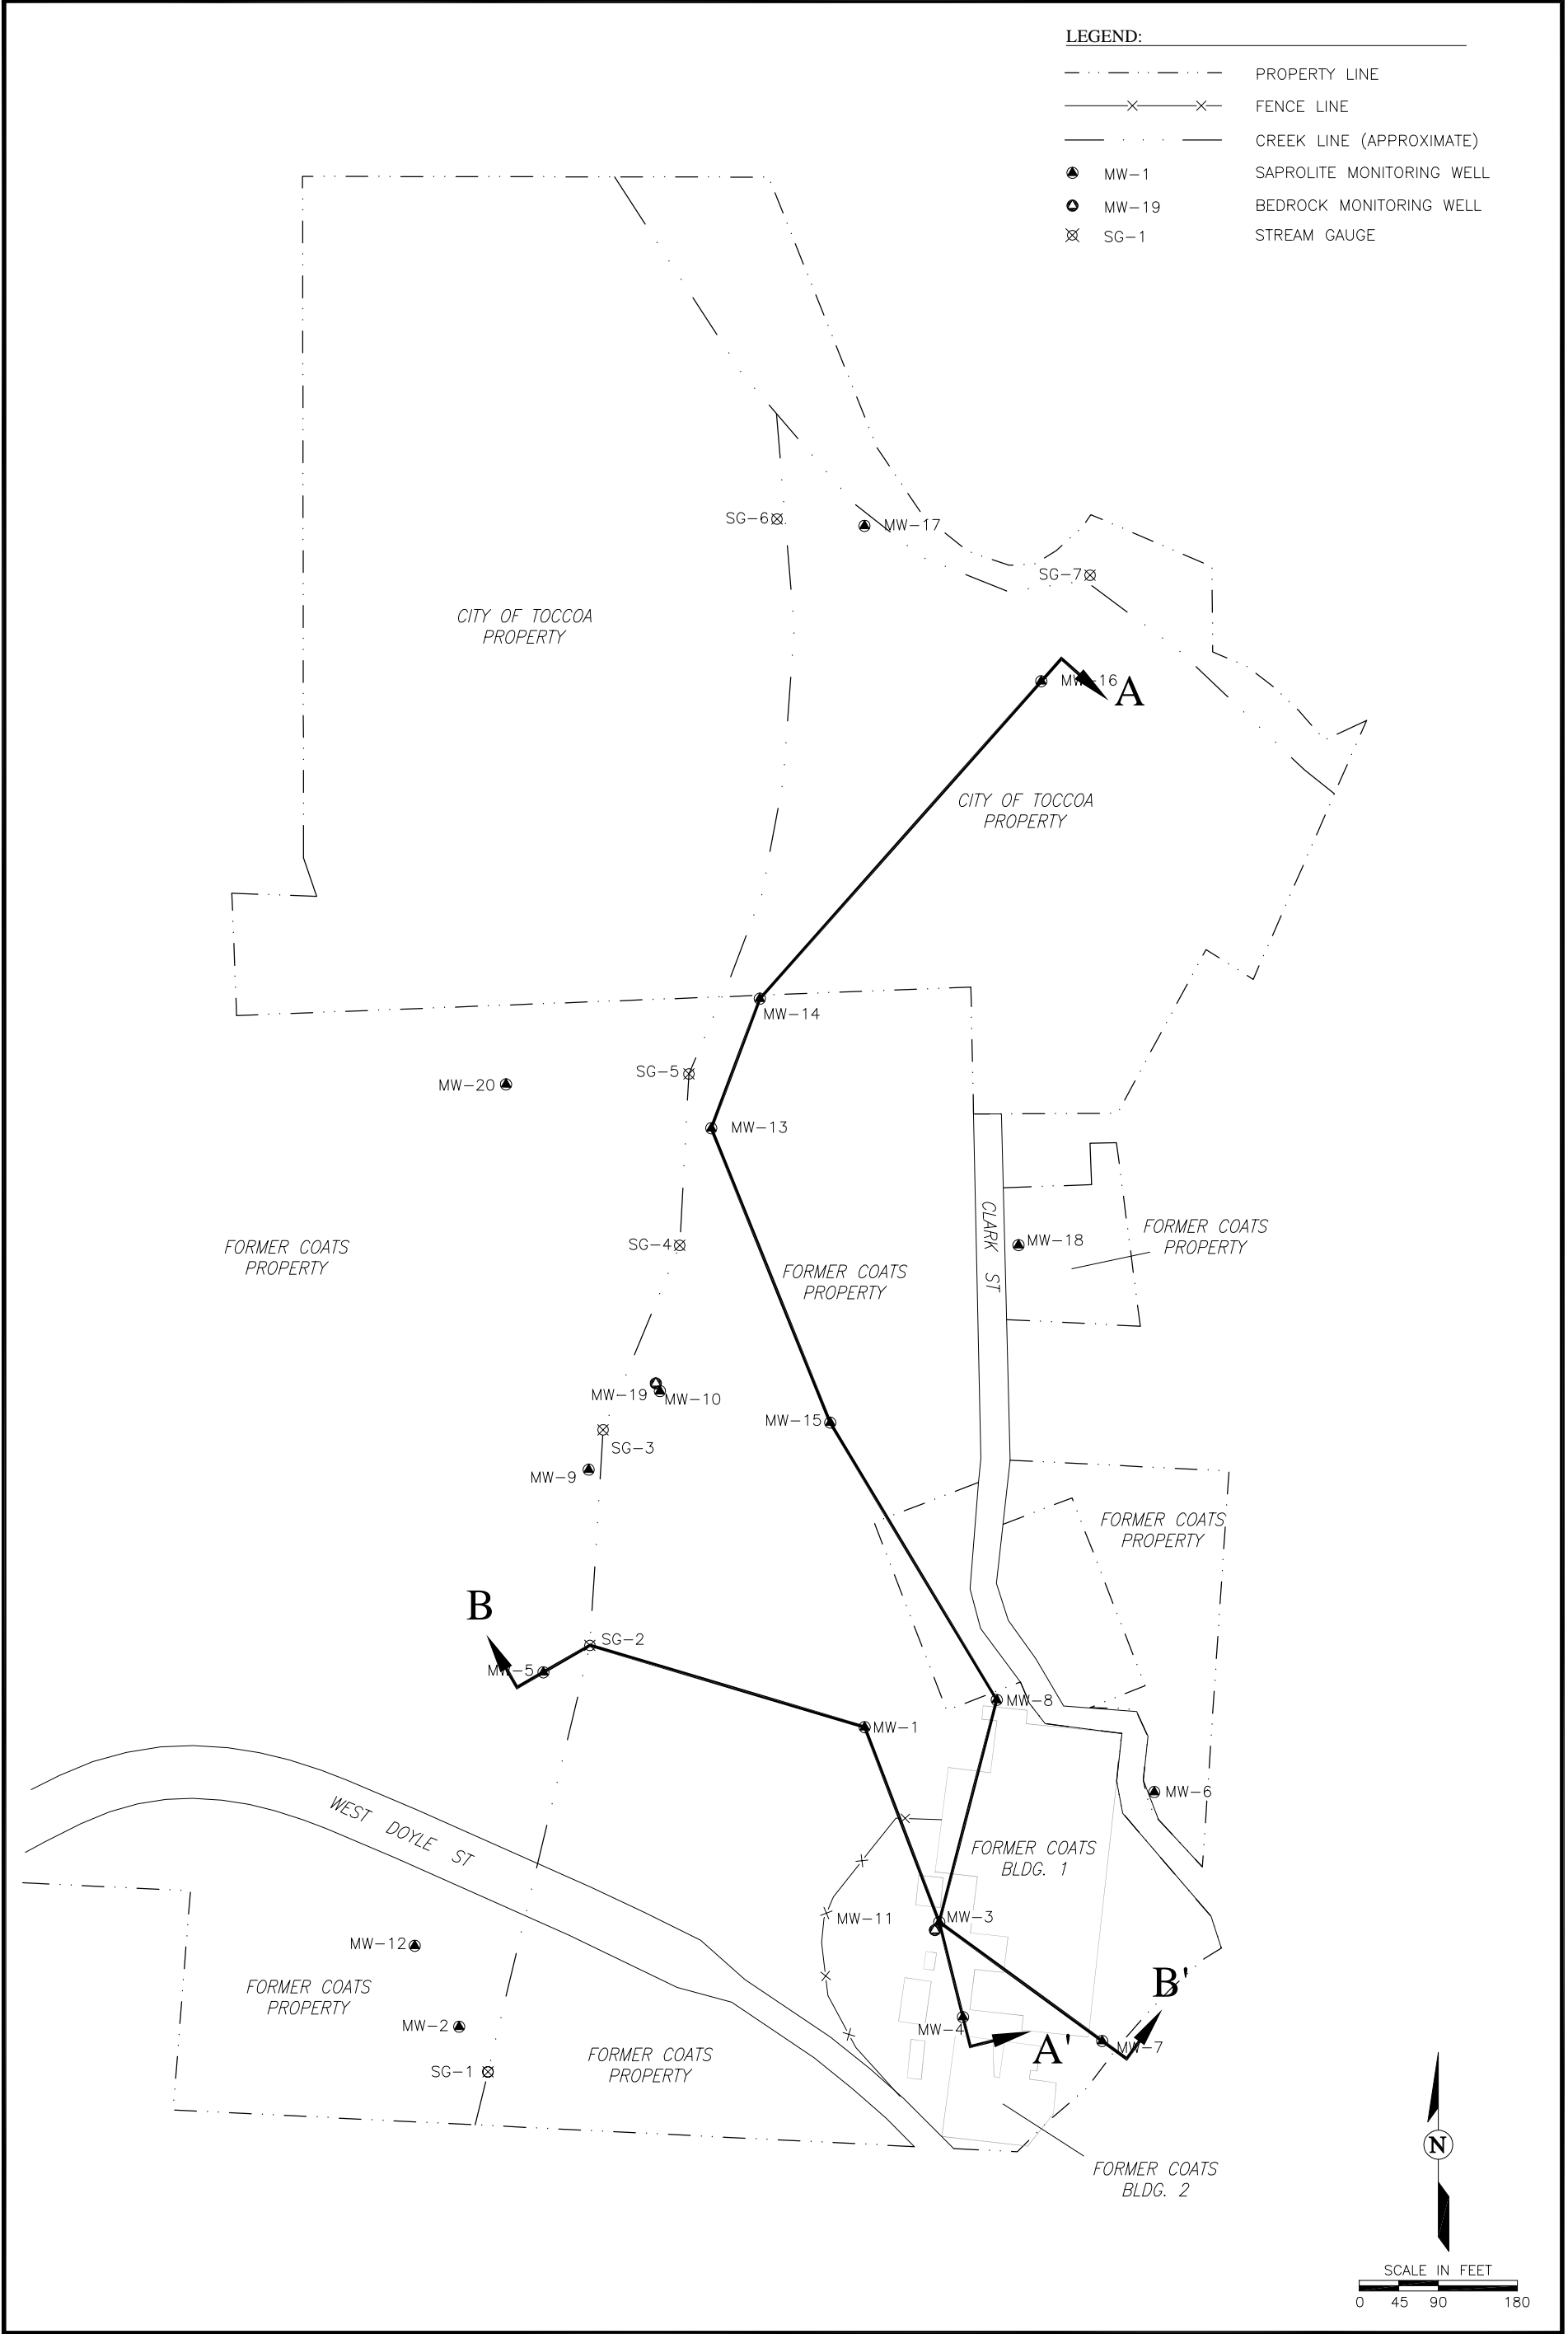 LEGEND:
PROPERTY LINE
FENCE LINE
CREEK LINE (APPROXIMATE)
MW-1 SAPROLITE MONITORING WELL
MW-19 BEDROCK MONITORING WELL
SG-1 STREAM GAUGE
SG-6
MW-17
SG-7
CITY OF TOCCOA
PROPERTY
MW-16
A
CITY OF TOCCOA
PROPERTY
MW-14
SG-5
MW-20
MW-13
CLARK ST
FORMER COATS
PROPERTY
MW-18
SG-4
FORMER COATS
PROPERTY
FORMER COATS
PROPERTY
MW-19
MW-10
MW-15
SG-3
MW-9
FORMER COATS
PROPERTY
B
SG-2
MW-5
MW-8
MW-1
MW-6
WEST DOYLE ST
FORMER COATS
BLDG. 1
MW-11
MW-3
MW-12
FORMER COATS
PROPERTY
B'
MW-2
MW-4
A'
MW-7
FORMER COATS
PROPERTY
SG-1
N
FORMER COATS
BLDG. 2
SCALE IN FEET
0 45 90 180